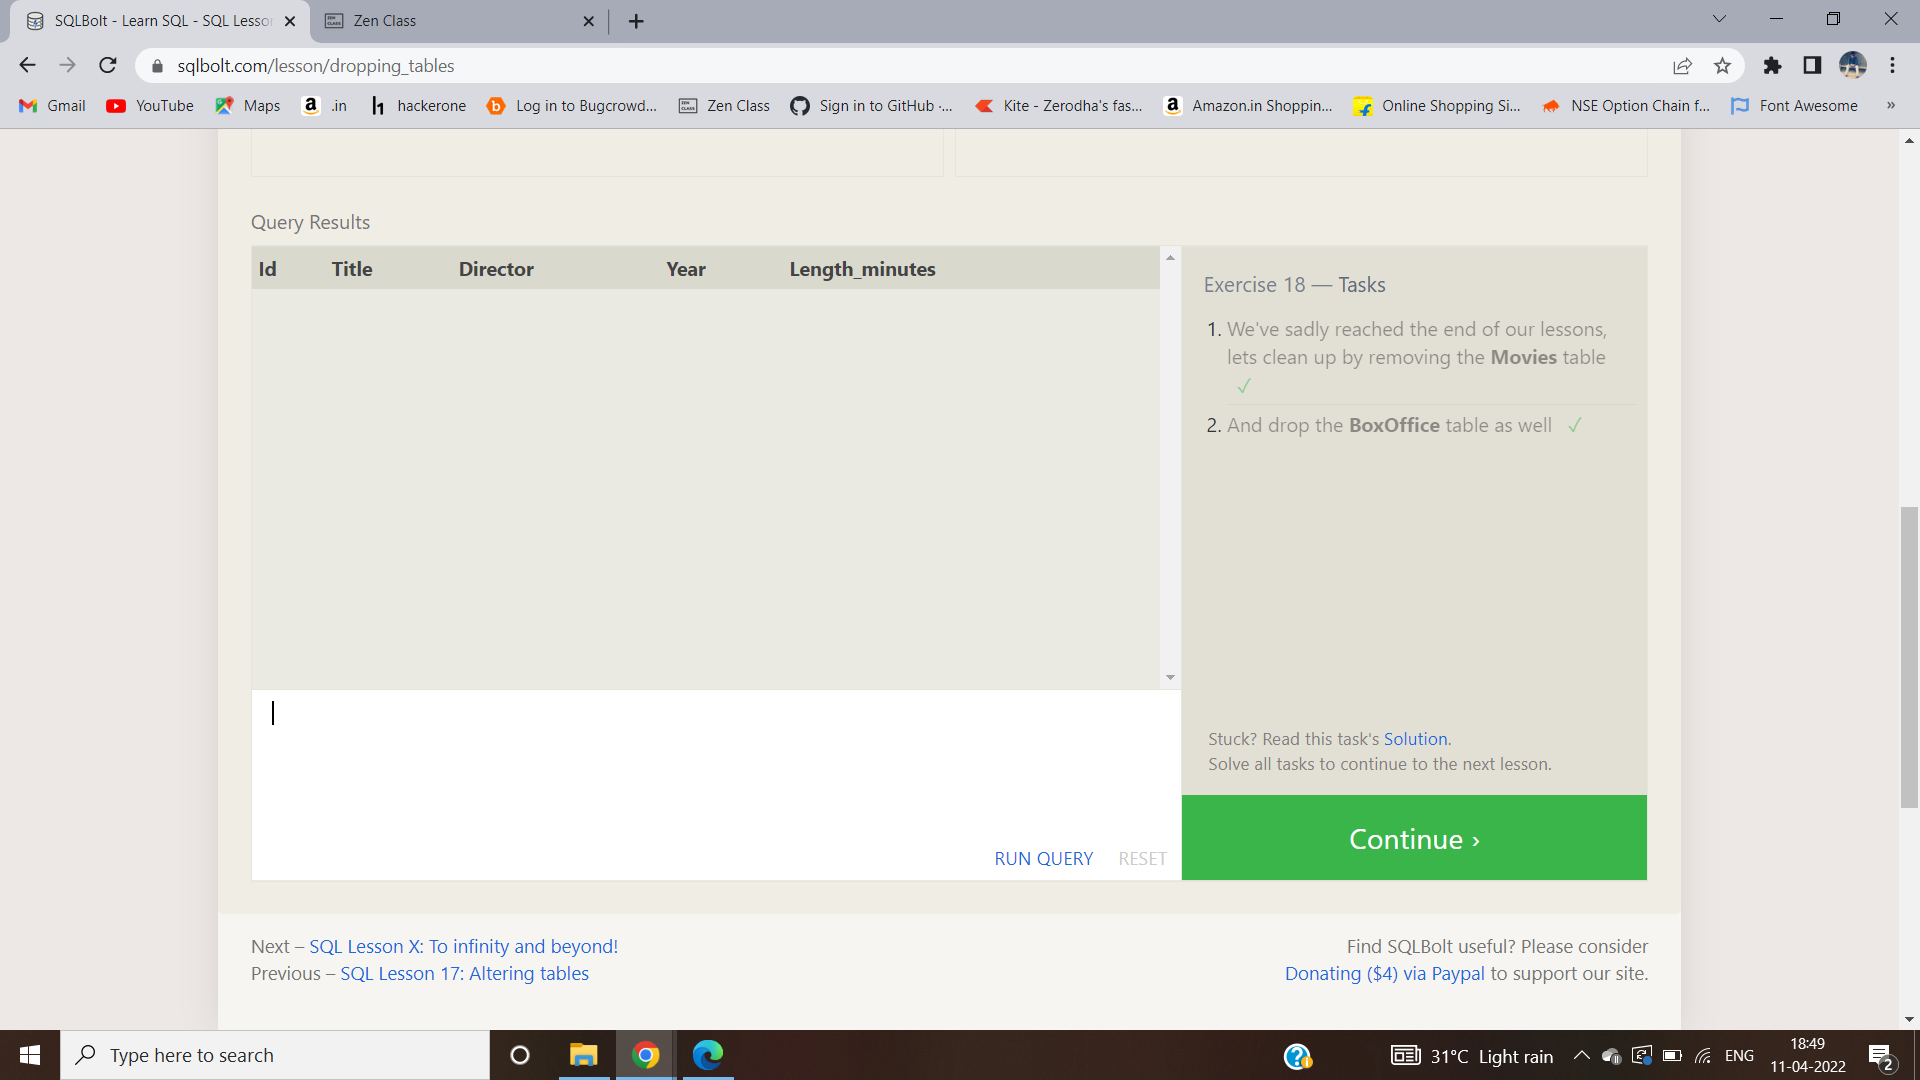 SQLBolt - Learn SQL - SQL Lesson
Zen Class
sqlbolt.com/lesson/dropping_tables
Gmail
YouTube
Maps
.in
hackerone
Log in to Bugcrowd...
Zen Class
Sign in to GitHub ·...
Kite - Zerodha's fas...
Amazon.in Shoppin...
Online Shopping Si...
NSE Option Chain f...
Font Awesome
»
Query Results
Id Title Director Year Length_minutes
Exercise 18 — Tasks
1. We've sadly reached the end of our lessons,
lets clean up by removing the Movies table
✓
2. And drop the BoxOffice table as well ✓
Stuck? Read this task's Solution.
Solve all tasks to continue to the next lesson.
RUN QUERY RESET
Continue ›
Next – SQL Lesson X: To infinity and beyond!
Previous – SQL Lesson 17: Altering tables
Find SQLBolt useful? Please consider
Donating ($4) via Paypal to support our site.
Type here to search
31°C Light rain
ENG
18:49
11-04-2022
2